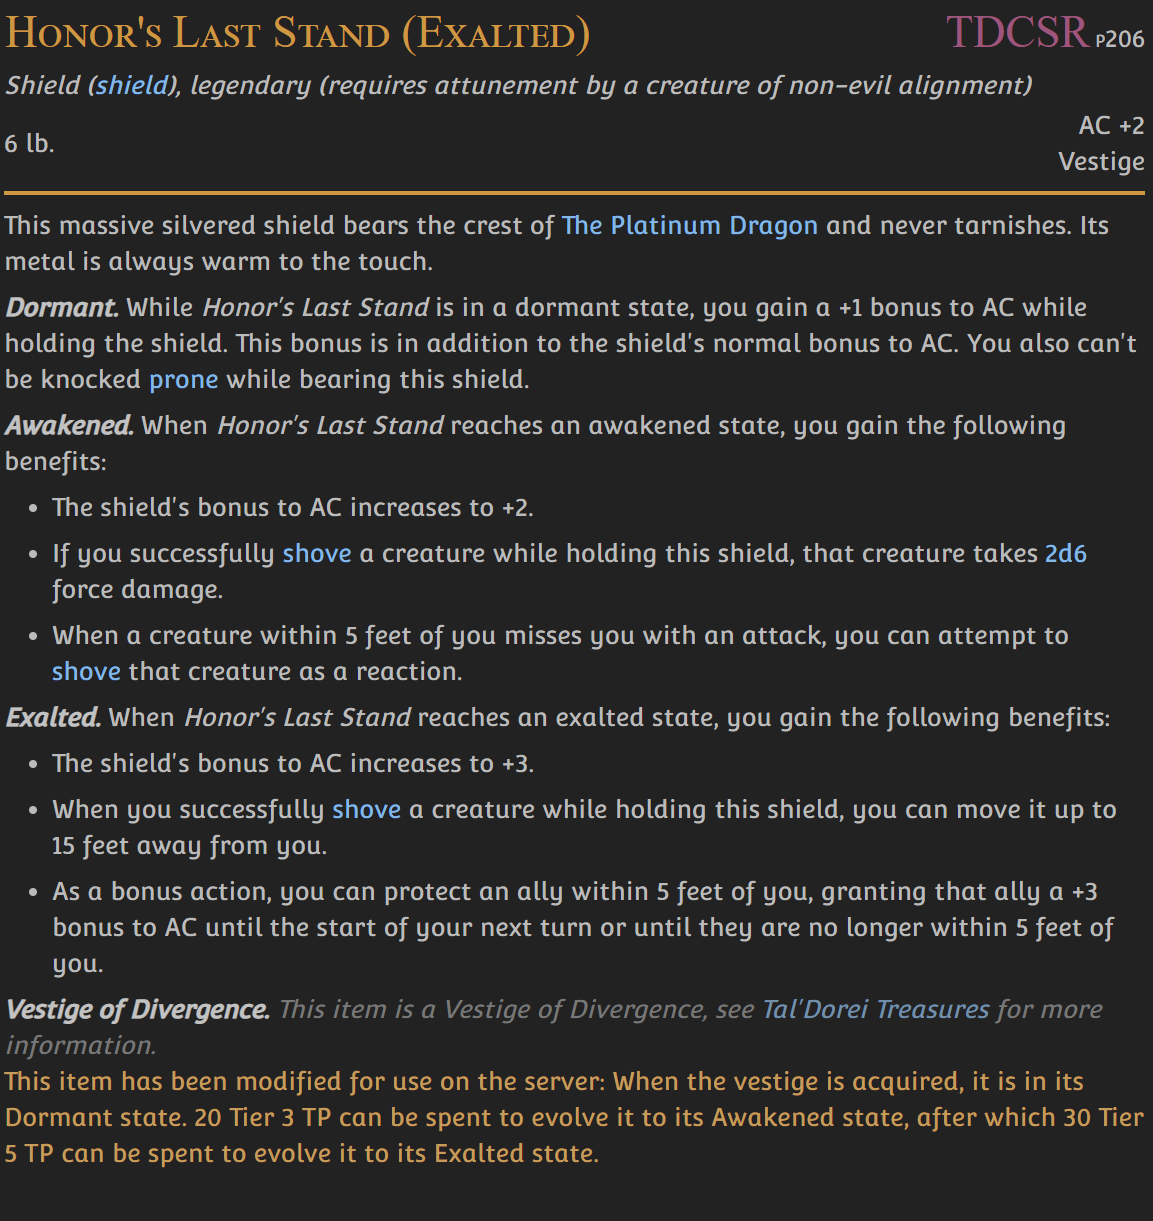 Honor's Last Stand (Exalted) TDCSR p206
Shield (shield), legendary (requires attunement by a creature of non-evil alignment)
6 lb.
AC +2
Vestige
This massive silvered shield bears the crest of The Platinum Dragon and never tarnishes. Its
metal is always warm to the touch.
Dormant. While Honor's Last Stand is in a dormant state, you gain a +1 bonus to AC while
holding the shield. This bonus is in addition to the shield's normal bonus to AC. You also can't
be knocked prone while bearing this shield.
Awakened. When Honor's Last Stand reaches an awakened state, you gain the following
benefits:
• The shield's bonus to AC increases to +2.
• If you successfully shove a creature while holding this shield, that creature takes 2d6
force damage.
• When a creature within 5 feet of you misses you with an attack, you can attempt to
shove that creature as a reaction.
Exalted. When Honor's Last Stand reaches an exalted state, you gain the following benefits:
• The shield's bonus to AC increases to +3.
• When you successfully shove a creature while holding this shield, you can move it up to
15 feet away from you.
• As a bonus action, you can protect an ally within 5 feet of you, granting that ally a +3
bonus to AC until the start of your next turn or until they are no longer within 5 feet of
you.
Vestige of Divergence. This item is a Vestige of Divergence, see Tal'Dorei Treasures for more
information.
This item has been modified for use on the server: When the vestige is acquired, it is in its
Dormant state. 20 Tier 3 TP can be spent to evolve it to its Awakened state, after which 30 Tier
5 TP can be spent to evolve it to its Exalted state.